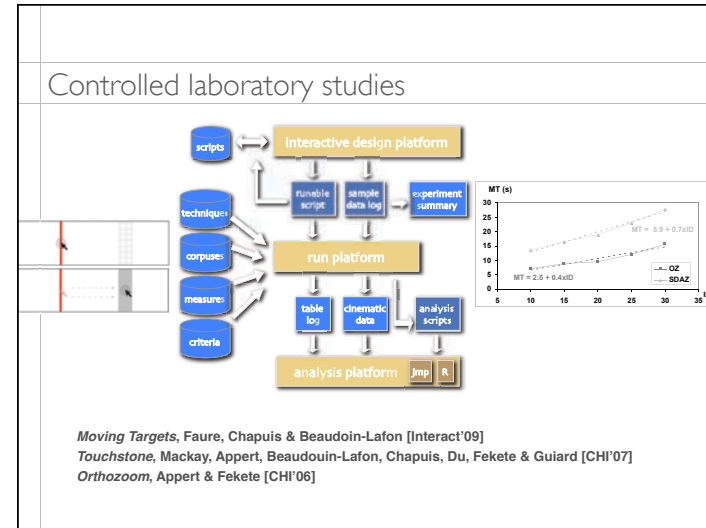 Controlled laboratory studies
scripts
interactive design platform
runable
script
sample
data log
experiment
summary
techniques
corpuses
measures
criteria
run platform
table
log
cinematic
data
analysis
scripts
analysis platform
Jmp
R
MT (s)
30
25
20
15
10
5
0
MT = 5.9 + 0.7xID
MT = 2.5 + 0.4xID
OZ
SDAZ
5
10
15
20
25
30
35
Moving Targets, Faure, Chapuis & Beaudoin-Lafon [Interact'09]
Touchstone, Mackay, Appert, Beaudouin-Lafon, Chapuis, Du, Fekete & Guiard [CHI'07]
Orthozoom, Appert & Fekete [CHI'06]